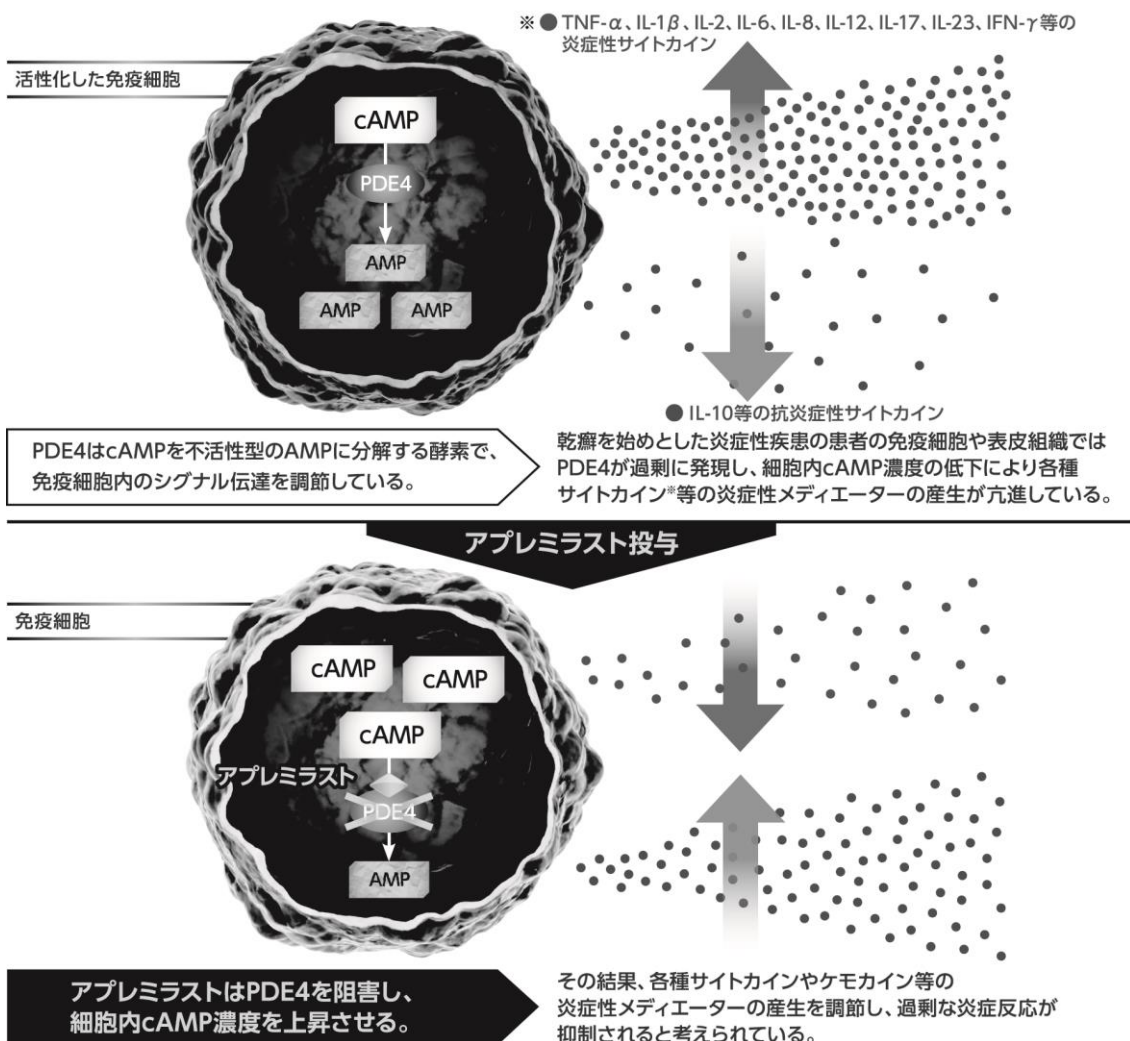 ※ ● TNF-α、IL-1β、IL-2、IL-6、IL-8、IL-12、IL-17、IL-23、IFN-γ等の
炎症性サイトカイン
活性化した免疫細胞
cAMP
PDE4
AMP
AMP
AMP
● IL-10等の抗炎症性サイトカイン
PDE4はcAMPを不活性型のAMPに分解する酵素で、
免疫細胞内のシグナル伝達を調節している。
乾癬を始めとした炎症性疾患の患者の免疫細胞や表皮組織では
PDE4が過剰に発現し、細胞内cAMP濃度の低下により各種
サイトカイン※等の炎症性メディエーターの産生が亢進している。
アプレミラスト投与
免疫細胞
cAMP
cAMP
cAMP
アプレミラスト
PDE4
AMP
アプレミラストはPDE4を阻害し、
細胞内cAMP濃度を上昇させる。
その結果、各種サイトカインやケモカイン等の
炎症性メディエーターの産生を調節し、過剰な炎症反応が
抑制されると考えられている。